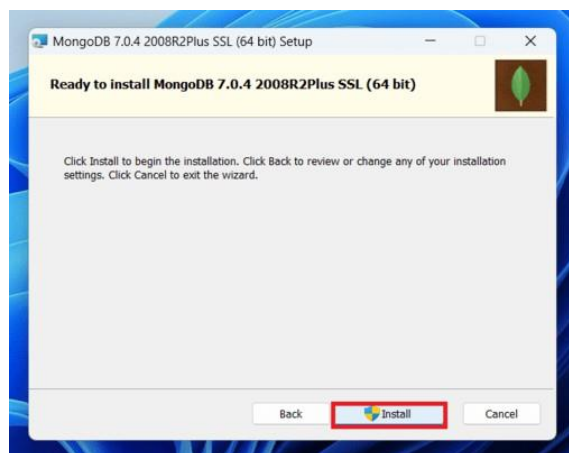 MongoDB 7.0.4 2008R2Plus SSL (64 bit) Setup
Ready to install MongoDB 7.0.4 2008R2Plus SSL (64 bit)
Click Install to begin the installation. Click Back to review or change any of your installation
settings. Click Cancel to exit the wizard.
Back
Install
Cancel